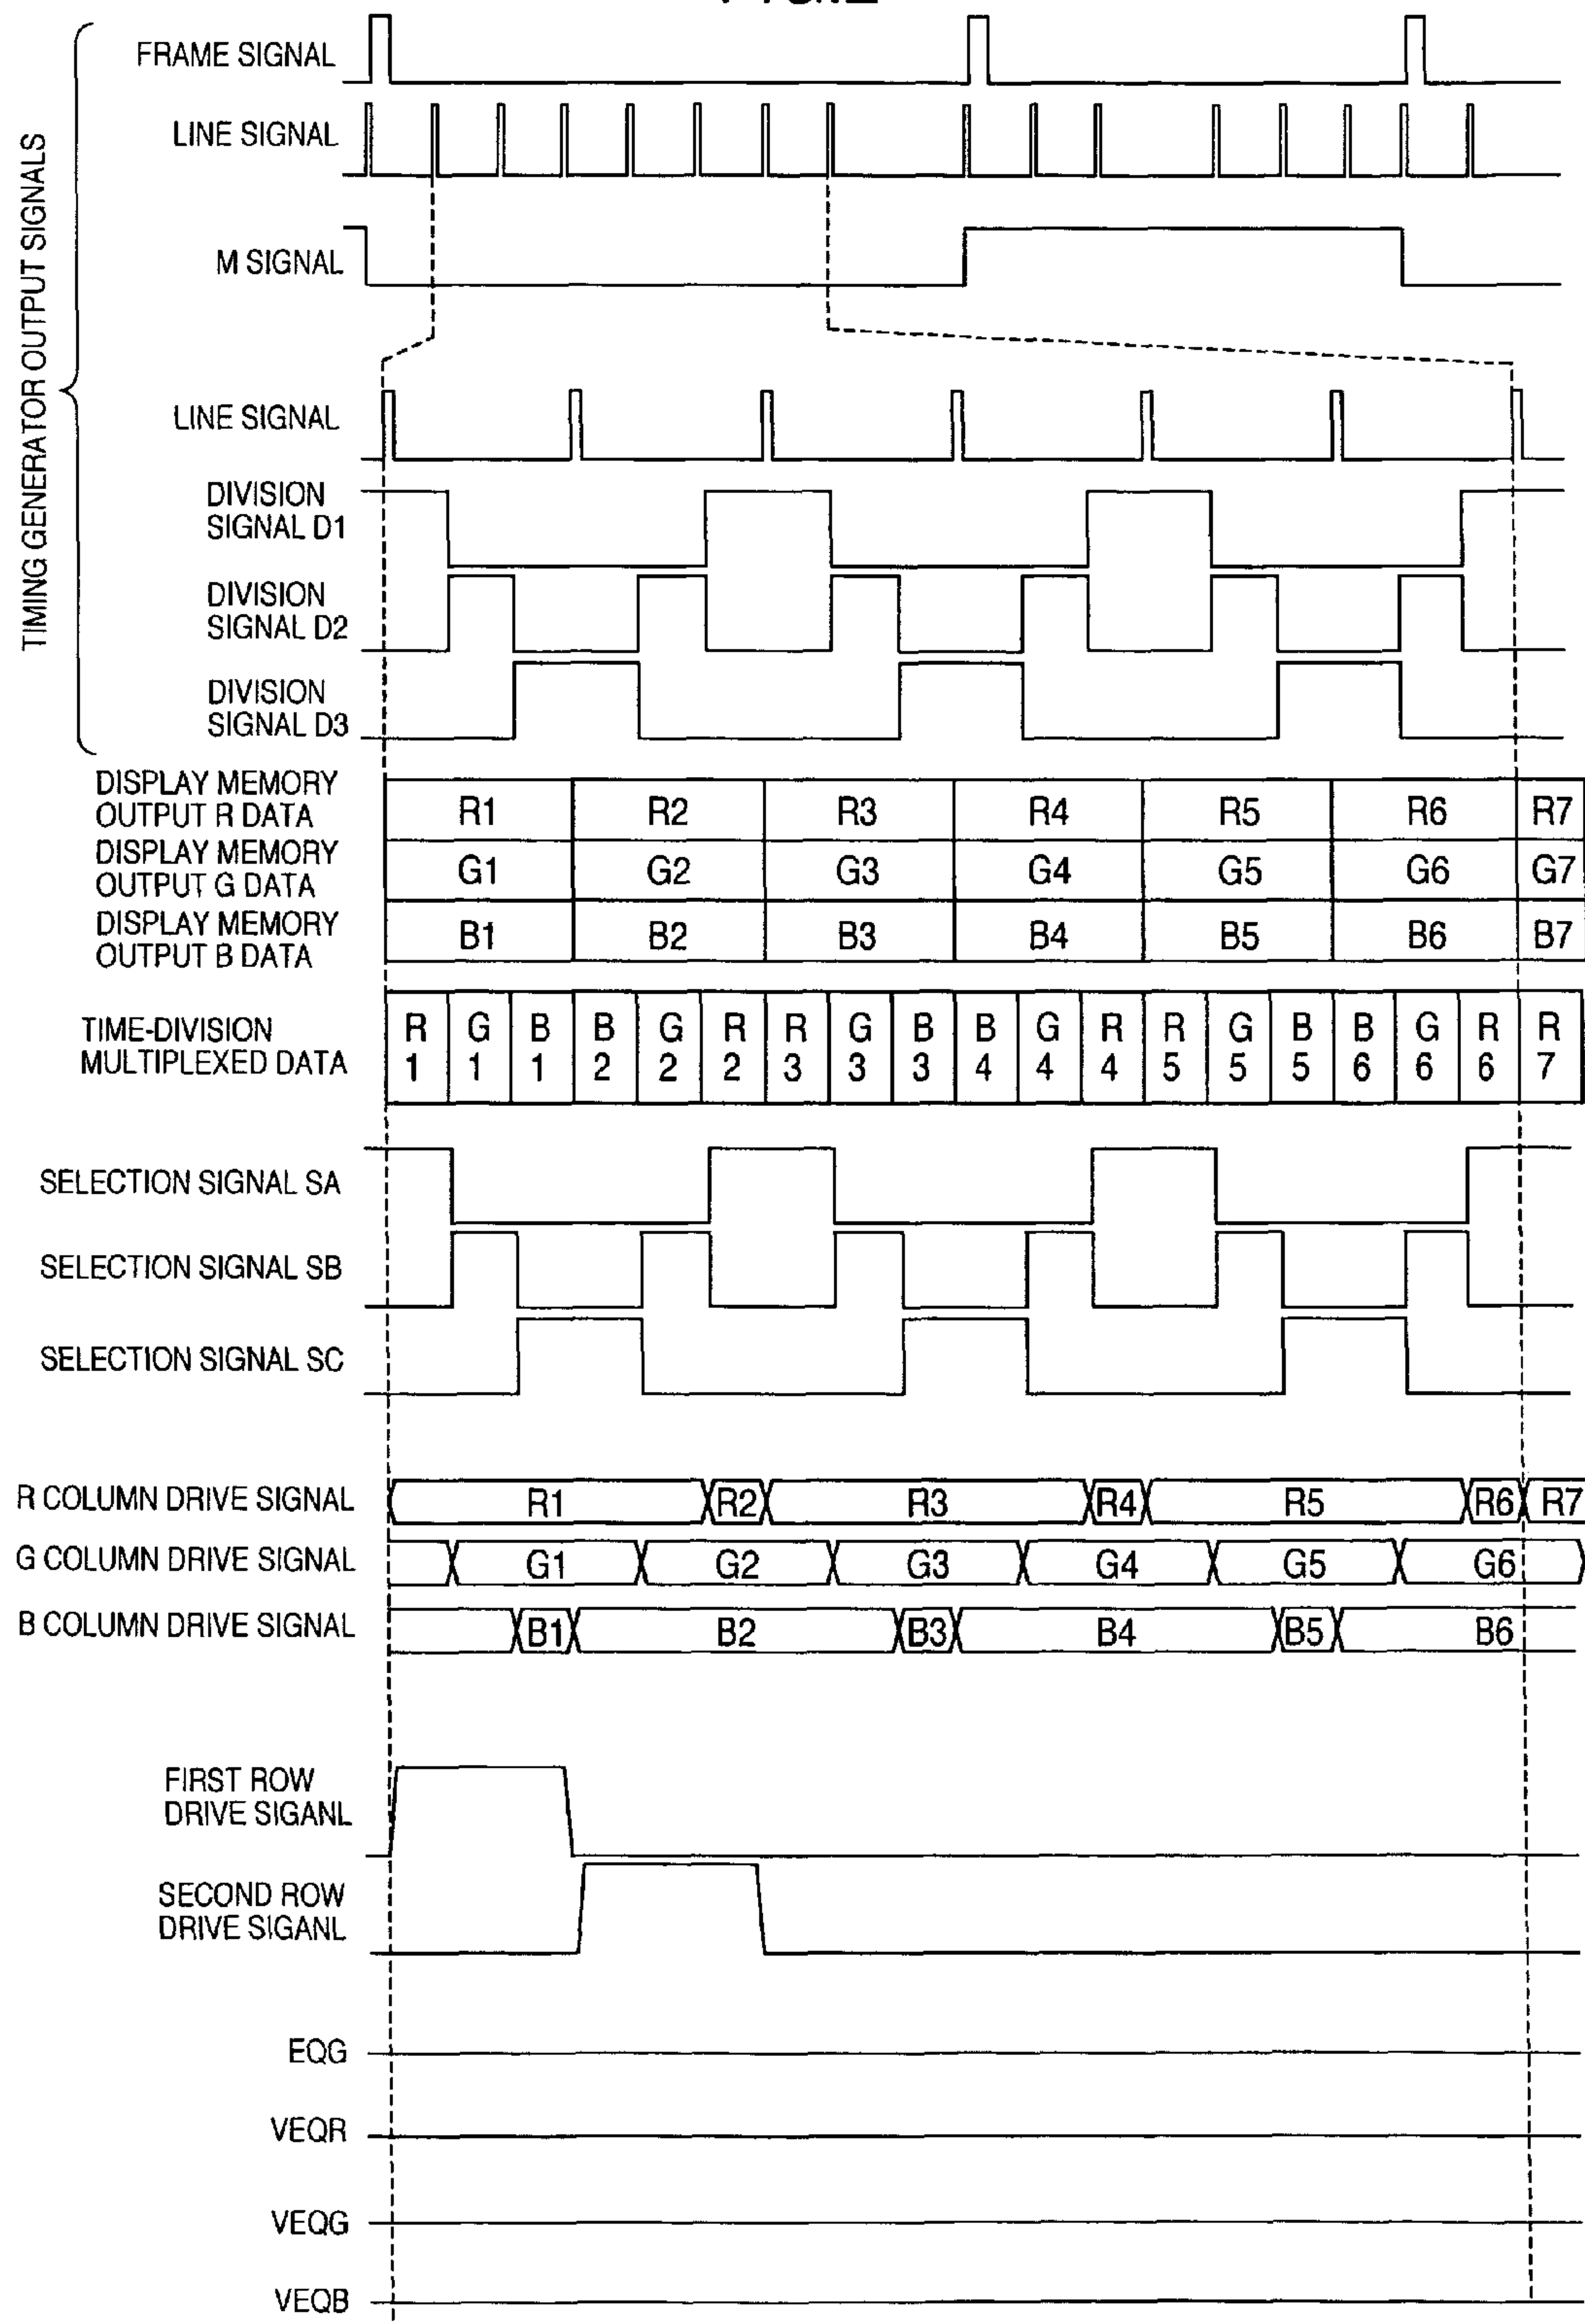 TIMING GENERATOR OUTPUT SIGNALS
FRAME SIGNAL
LINE SIGNAL
M SIGNAL
LINE SIGNAL
DIVISION
SIGNAL D1
DIVISION
SIGNAL D2
DIVISION
SIGNAL D3
DISPLAY MEMORY
OUTPUT R DATA
R1 R2 R3 R4 R5 R6 R7
DISPLAY MEMORY
OUTPUT G DATA
G1 G2 G3 G4 G5 G6 G7
DISPLAY MEMORY
OUTPUT B DATA
B1 B2 B3 B4 B5 B6 B7
TIME-DIVISION
MULTIPLEXED DATA
R G B B G R R G B B G R R G B B G R R
1 1 1 2 2 2 3 3 3 4 4 4 5 5 5 6 6 6 7
SELECTION SIGNAL SA
SELECTION SIGNAL SB
SELECTION SIGNAL SC
R COLUMN DRIVE SIGNAL R1 R2 R3 R4 R5 R6 R7
G COLUMN DRIVE SIGNAL G1 G2 G3 G4 G5 G6
B COLUMN DRIVE SIGNAL B1 B2 B3 B4 B5 B6
FIRST ROW
DRIVE SIGANL
SECOND ROW
DRIVE SIGANL
EQG
VEQR
VEQG
VEQB